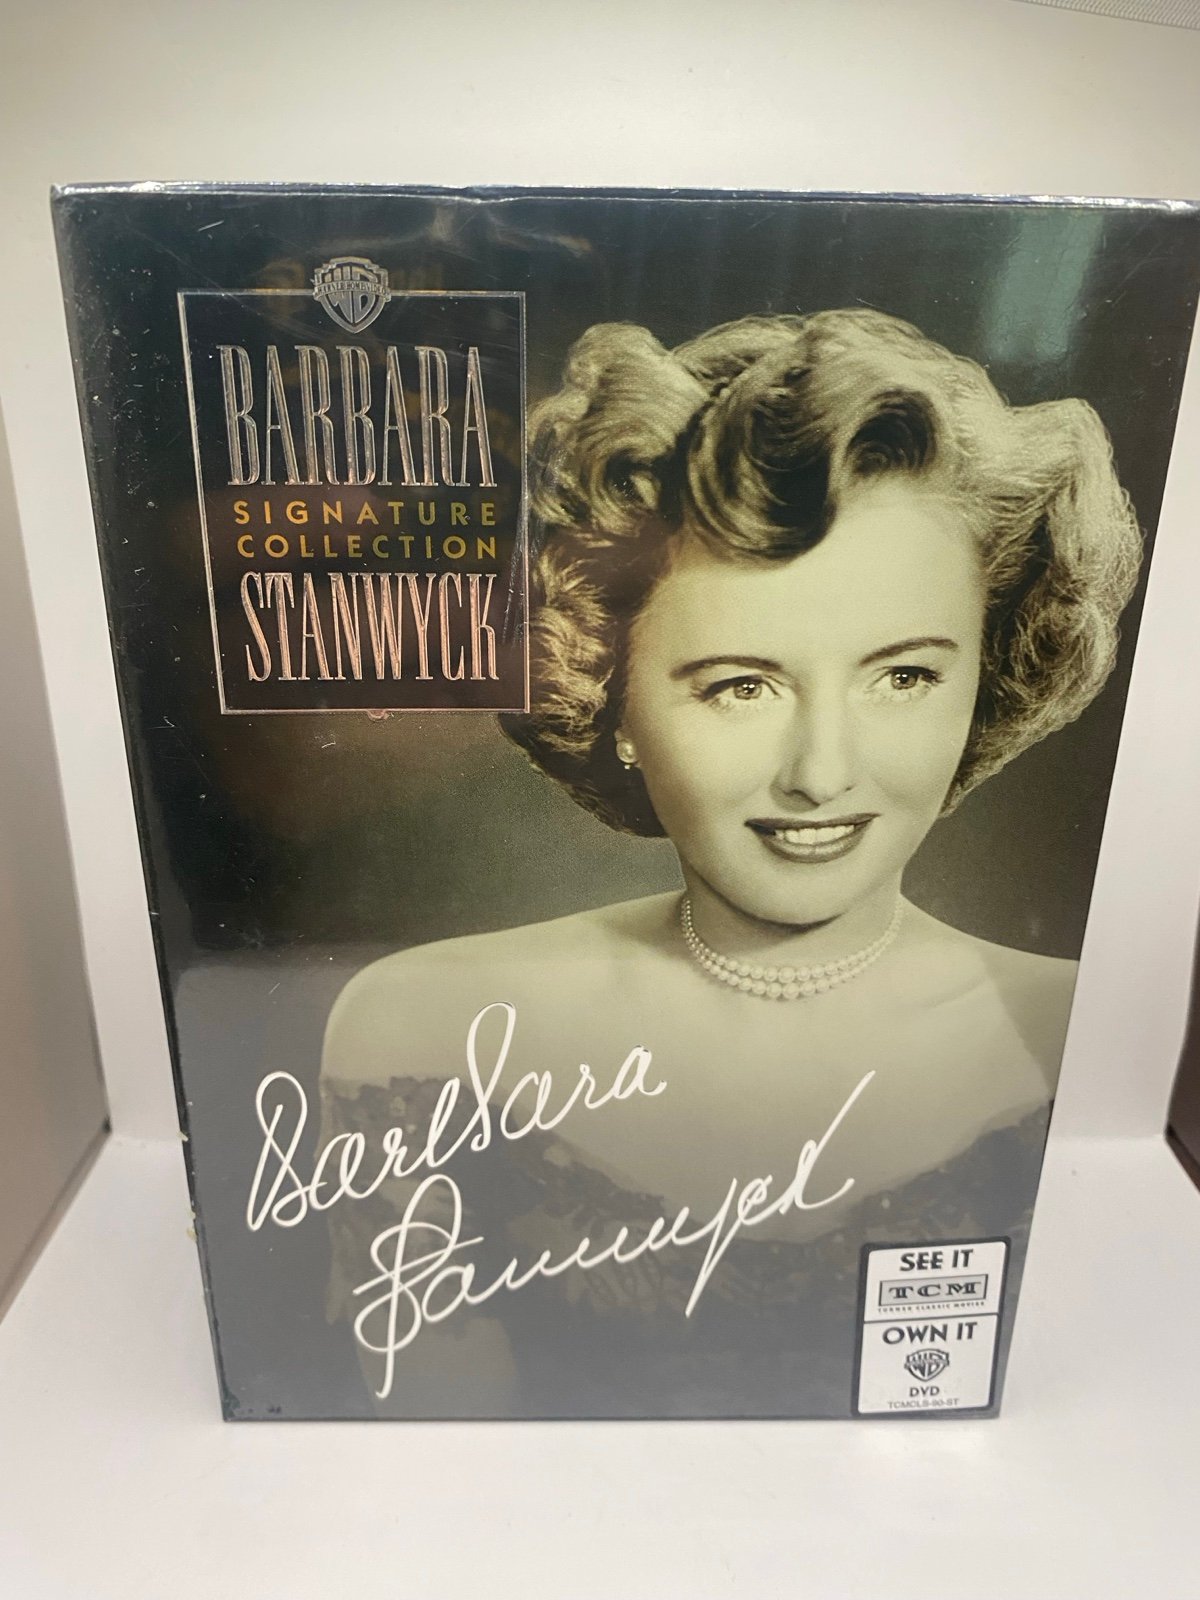 BARBARA
SIGNATURE
COLLECTION
STANWYCK
Barbara
Stanwyck
SEE IT
TCM
TURNER CLASSIC MOVIES
OWN IT
DVD
TCMCLS-90-ST